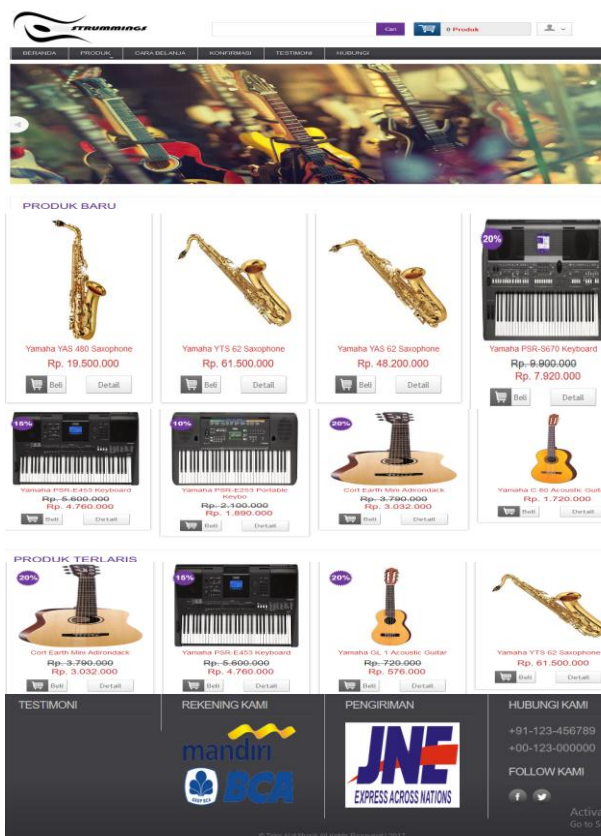 STRUMMINGS
Cari
0 Produk
BERANDA PRODUK CARA BELANJA KONFIRMASI TESTIMONI HUBUNGI
PRODUK BARU
20%
Yamaha YAS 480 Saxophone
Yamaha YTS 62 Saxophone
Yamaha YAS 62 Saxophone
Yamaha PSR-S670 Keyboard
Rp. 19.500.000
Rp. 61.500.000
Rp. 48.200.000
Rp. 9.900.000
Rp. 7.920.000
Beli Detail
Beli Detail
Beli Detail
Beli Detail
15%
10%
20%
Yamaha PSR-E453 Keyboard
Yamaha PSR-E253 Portable
Keybo
Cort Earth Mini Adirondack
Yamaha C 80 Acoustic Guit
Rp. 5.600.000
Rp. 4.760.000
Rp. 2.100.000
Rp. 1.890.000
Rp. 3.790.000
Rp. 3.032.000
Rp. 1.720.000
Beli Detail
Beli Detail
Beli Detail
Beli Detail
PRODUK TERLARIS
20%
15%
20%
Cort Earth Mini Adirondack
Yamaha PSR-E453 Keyboard
Yamaha GL 1 Acoustic Guitar
Yamaha YTS 62 Saxophone
Rp. 3.790.000
Rp. 3.032.000
Rp. 5.600.000
Rp. 4.760.000
Rp. 720.000
Rp. 576.000
Rp. 61.500.000
Beli Detail
Beli Detail
Beli Detail
Beli Detail
TESTIMONI
REKENING KAMI
mandiri
BCA
PENGIRIMAN
JNE
EXPRESS ACROSS NATIONS
HUBUNGI KAMI
+91-123-456789
+00-123-000000
FOLLOW KAMI
Activa
Go to S